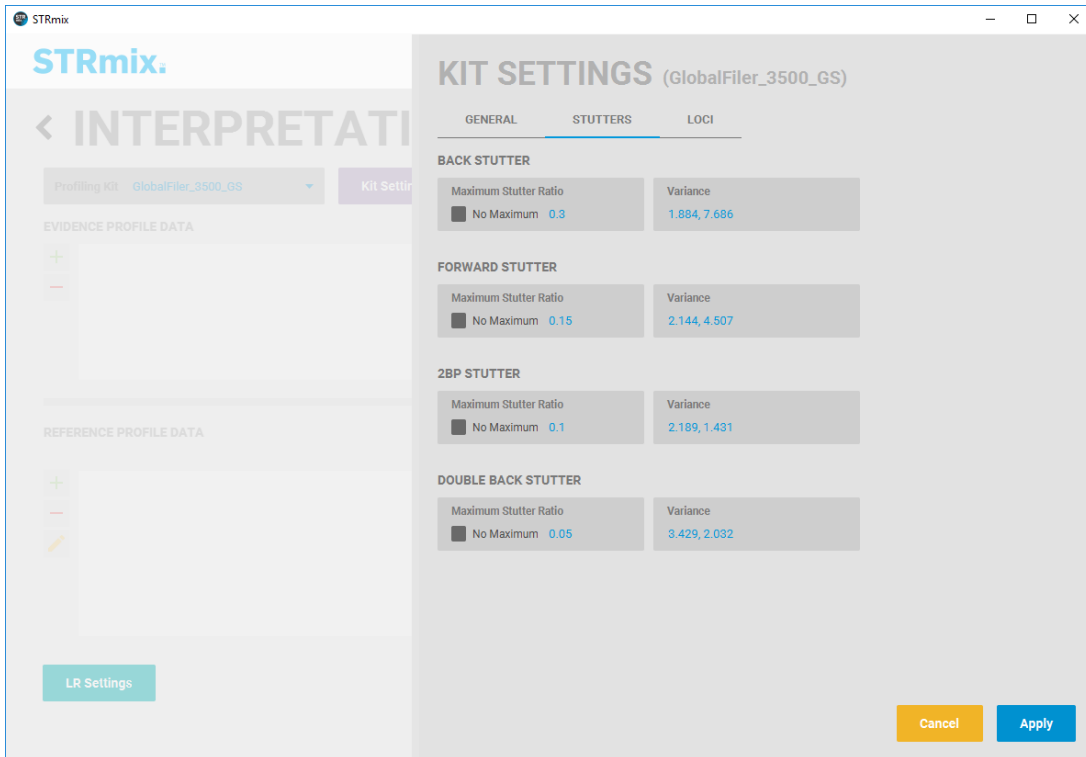 STRmix
STRmix
INTERPRETATI
Profiling Kit GlobalFiler_3500_GS
Kit Settin
EVIDENCE PROFILE DATA
REFERENCE PROFILE DATA
LR Settings
KIT SETTINGS (GlobalFiler_3500_GS)
GENERAL STUTTERS LOCI
BACK STUTTER
Maximum Stutter Ratio Variance
No Maximum 0.3 1.884, 7.686
FORWARD STUTTER
Maximum Stutter Ratio Variance
No Maximum 0.15 2.144, 4.507
2BP STUTTER
Maximum Stutter Ratio Variance
No Maximum 0.1 2.189, 1.431
DOUBLE BACK STUTTER
Maximum Stutter Ratio Variance
No Maximum 0.05 3.429, 2.032
Cancel Apply